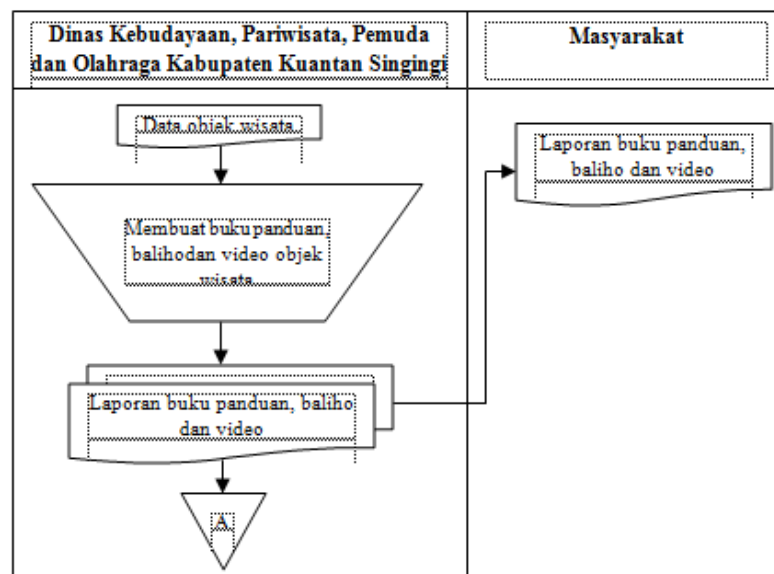 Dinas Kebudayaan, Pariwisata, Pemuda
dan Olahraga Kabupaten Kuantan Singingi
Masyarakat
Data objek wisata
Membuat buku panduan,
balihodan video objek
wisata
Laporan buku panduan, baliho
dan video
A
Laporan buku panduan,
baliho dan video